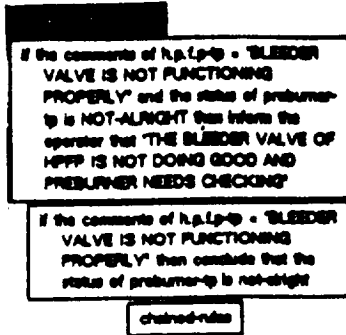 if the comments of h.p.f.p-tp = "BLEEDER
VALVE IS NOT FUNCTIONING
PROPERLY" and the status of preburner-
tp is NOT-ALRIGHT then inform the
operator that "THE BLEEDER VALVE OF
HPFP IS NOT DOING GOOD AND
PREBURNER NEEDS CHECKING"
if the comments of h.p.f.p-tp = "BLEEDER
VALVE IS NOT FUNCTIONING
PROPERLY" then conclude that the
status of preburner-tp is not-alright
chained-rules